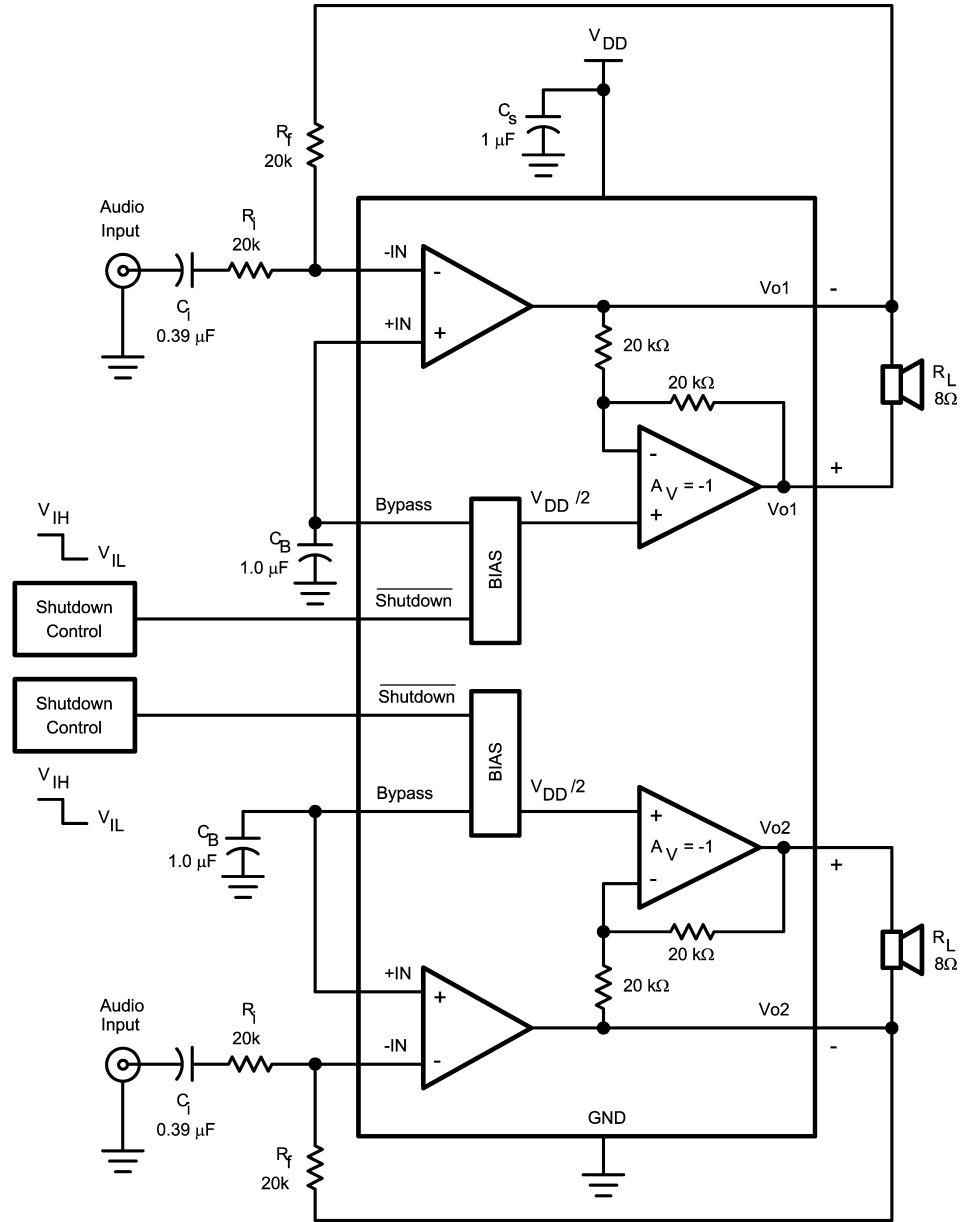 V DD
C s
1 µF
R f
20k
Audio
Input
R i
20k
C i
0.39 µF
-IN
-
+IN
+
Vo1
-
20 kΩ
20 kΩ
R L
8Ω
-
A V = -1
+
+
Vo1
Bypass
V DD /2
BIAS
C B
1.0 µF
V IH
V IL
Shutdown
Control
Shutdown
Shutdown
Control
Shutdown
V IH
V IL
BIAS
Bypass
V DD /2
C B
1.0 µF
+
A V = -1
-
Vo2
+
20 kΩ
20 kΩ
R L
8Ω
+IN
+
-IN
-
Vo2
-
Audio
Input
R i
20k
C i
0.39 µF
R f
20k
GND